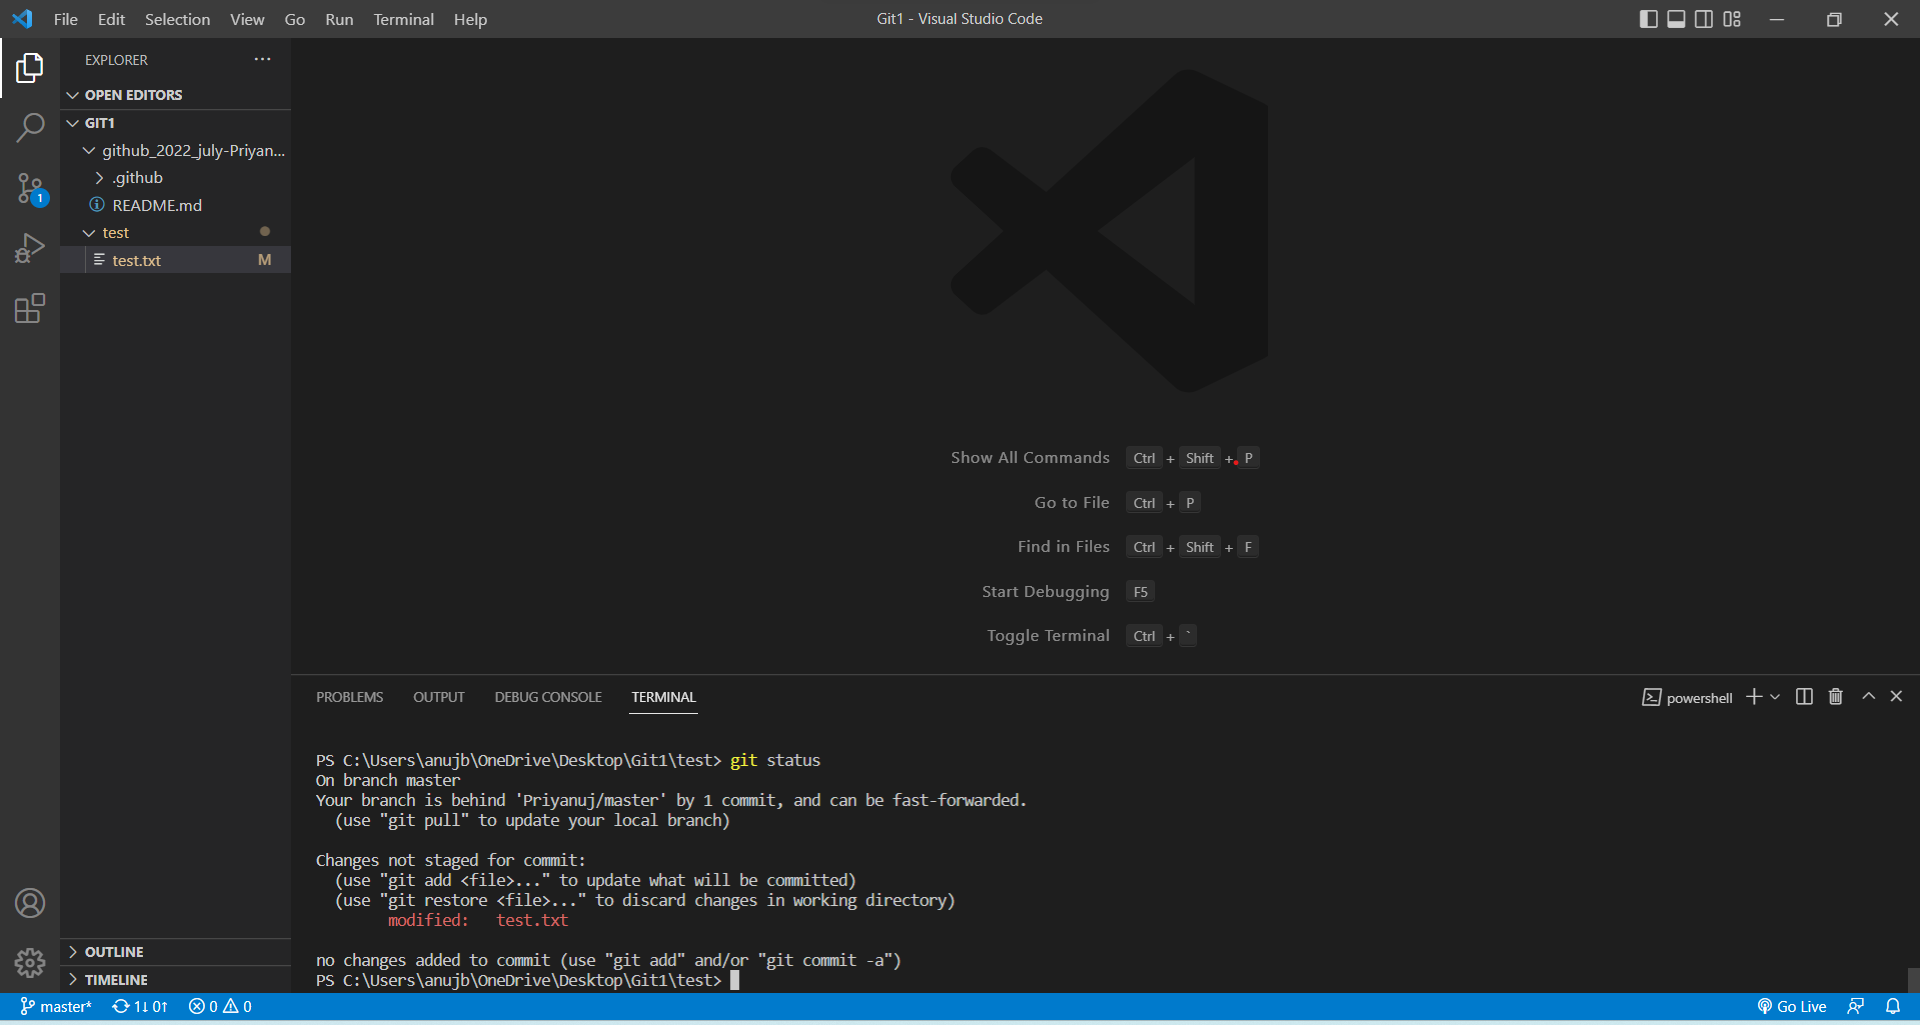 File Edit Selection View Go Run Terminal Help
Git1 - Visual Studio Code
EXPLORER
OPEN EDITORS
GIT1
github_2022_july-Priyan...
.github
README.md
test
test.txt M
1
OUTLINE
TIMELINE
Show All Commands Ctrl + Shift + P
Go to File Ctrl + P
Find in Files Ctrl + Shift + F
Start Debugging F5
Toggle Terminal Ctrl + `
PROBLEMS OUTPUT DEBUG CONSOLE TERMINAL
powershell
PS C:\Users\anujb\OneDrive\Desktop\Git1\test> git status
On branch master
Your branch is behind 'Priyanuj/master' by 1 commit, and can be fast-forwarded.
(use "git pull" to update your local branch)
Changes not staged for commit:
(use "git add <file>..." to update what will be committed)
(use "git restore <file>..." to discard changes in working directory)
modified: test.txt
no changes added to commit (use "git add" and/or "git commit -a")
PS C:\Users\anujb\OneDrive\Desktop\Git1\test>
master* 1↓ 0↑ 0 0
Go Live